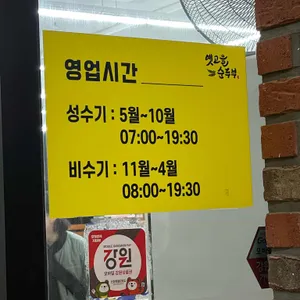 영업시간
옛고을
순두부
성수기 : 5월~10월
07:00~19:30
비수기 : 11월~4월
08:00~19:30
강원